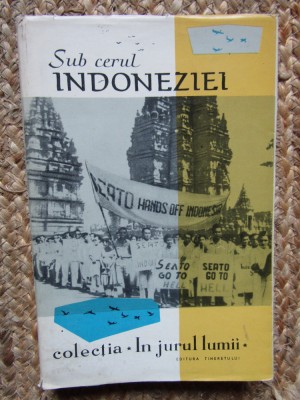 Sub cerul
INDONEZIEI
SEATO HANDS OFF INDONESIA
SEATO
GO TO
HELL
SEATO
GO TO
HELL
colecția • In jurul lumii •
EDITURA TINERETULUI